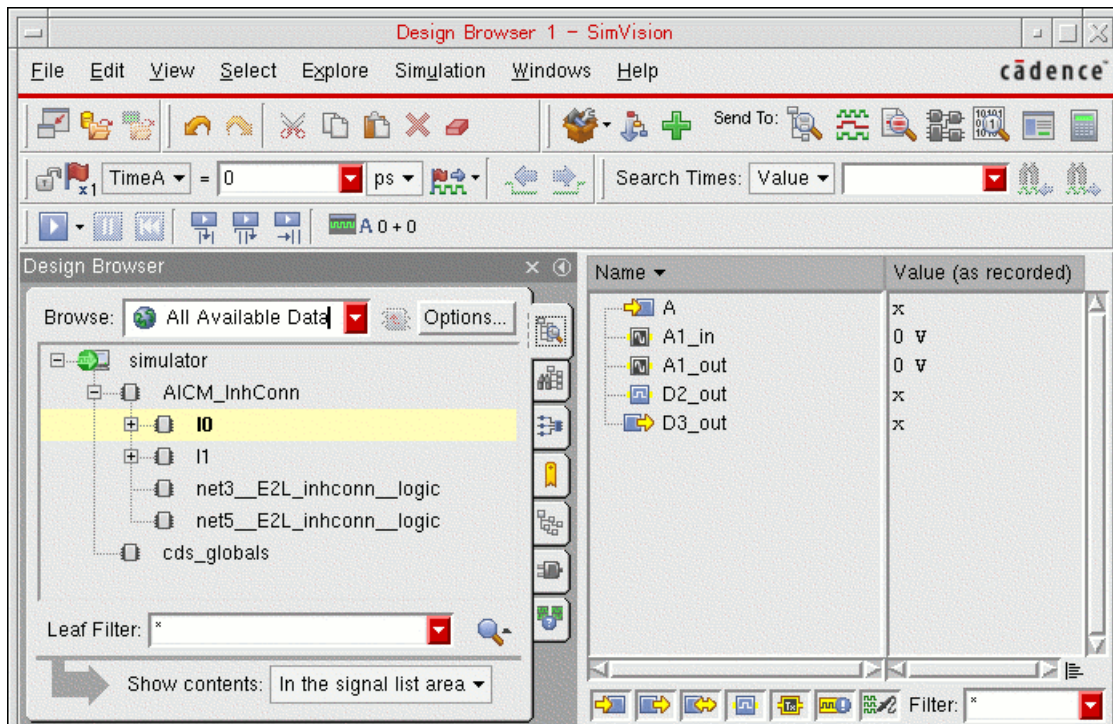 Design Browser 1 - SimVision
File Edit View Select Explore Simulation Windows Help cādence
Send To:
x1 TimeA = 0 ps Search Times: Value
A 0 + 0
Design Browser
Browse: All Available Data Options...
simulator
AICM_InhConn
I0
I1
net3__E2L_inhconn__logic
net5__E2L_inhconn__logic
cds_globals
Leaf Filter: *
Show contents: In the signal list area
Name Value (as recorded)
A x
A1_in 0 V
A1_out 0 V
D2_out x
D3_out x
Filter: *